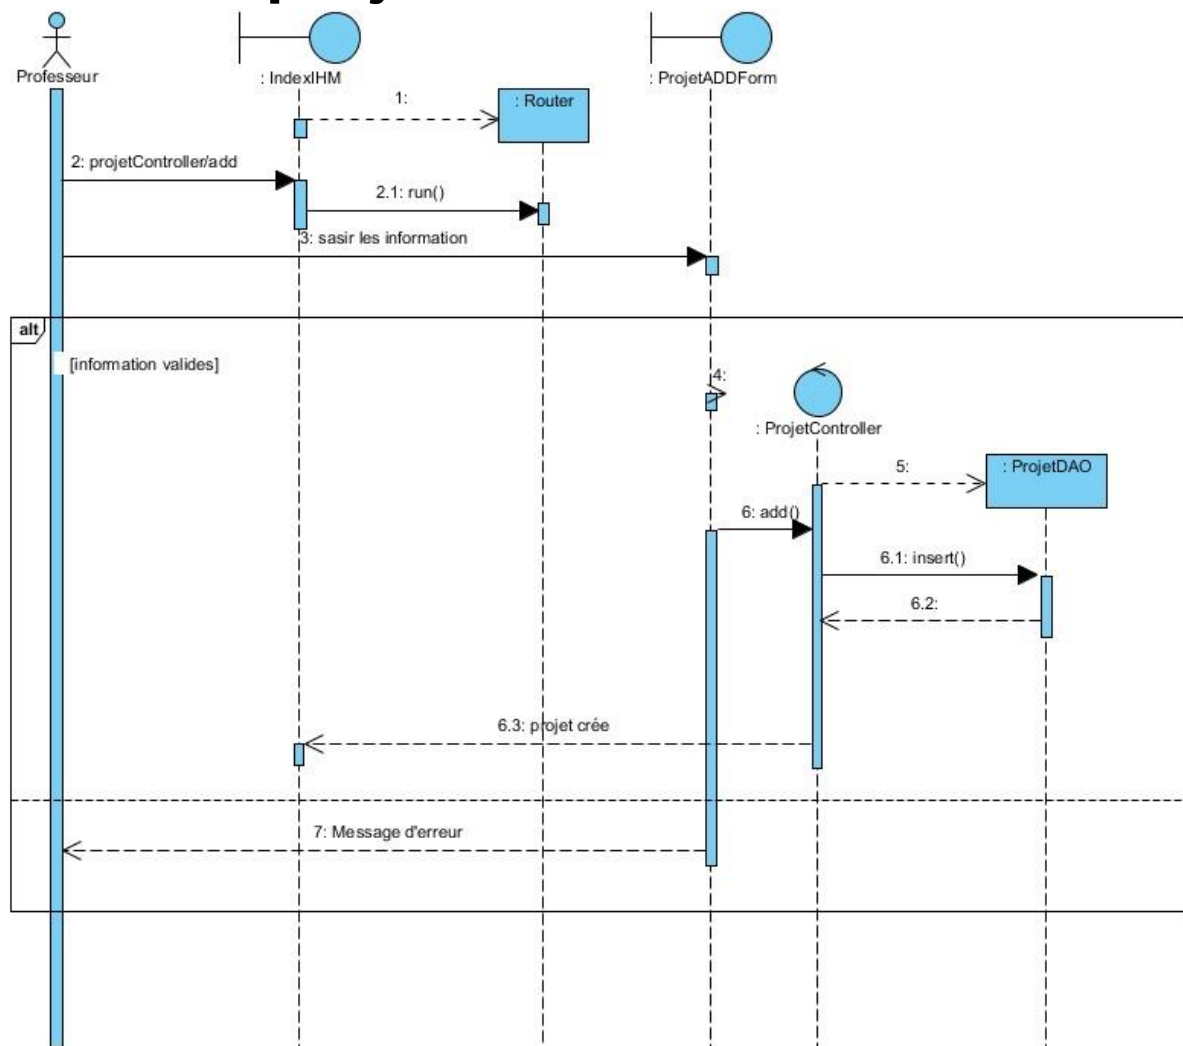 Professeur
: IndexIHM
: ProjetADDForm
1:
: Router
2: projetController/add
2.1: run()
3: sasir les information
alt
[information valides]
4:
: ProjetController
5:
: ProjetDAO
6: add()
6.1: insert()
6.2:
6.3: projet crée
7: Message d'erreur